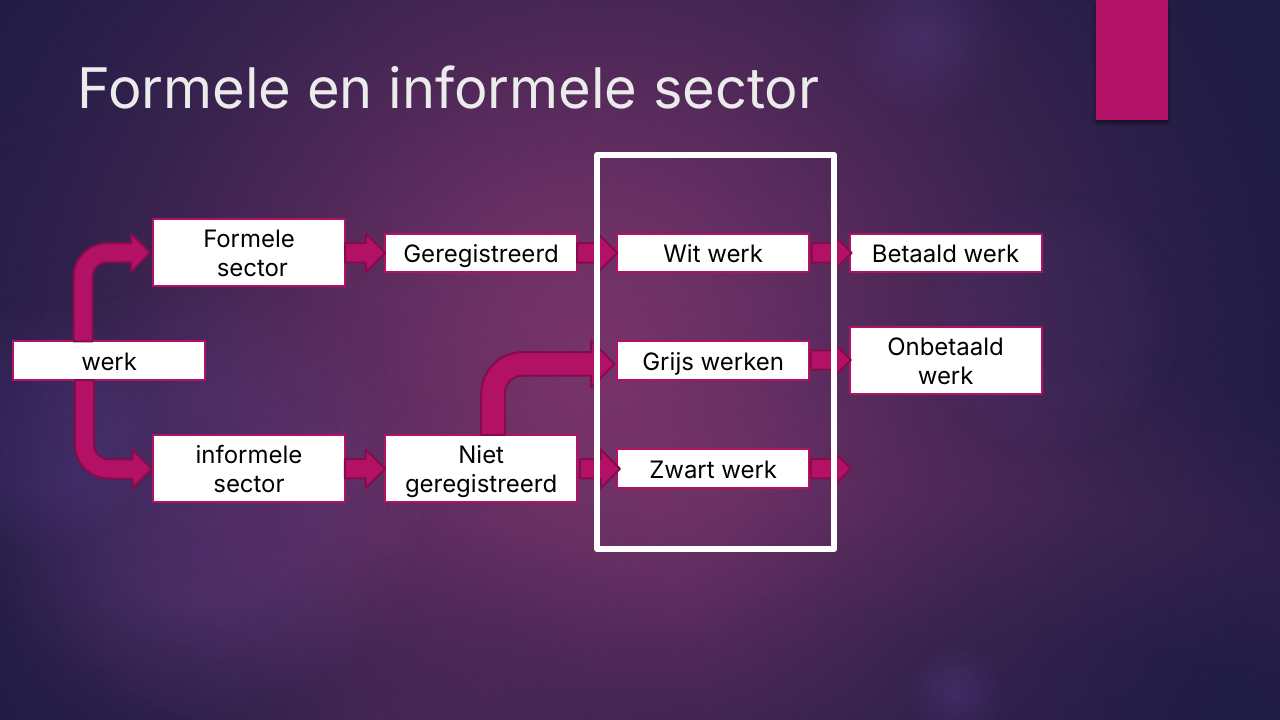 Formele en informele sector
Formele
sector
Geregistreerd
Wit werk
Betaald werk
werk
Grijs werken
Onbetaald
werk
informele
sector
Niet
geregistreerd
Zwart werk